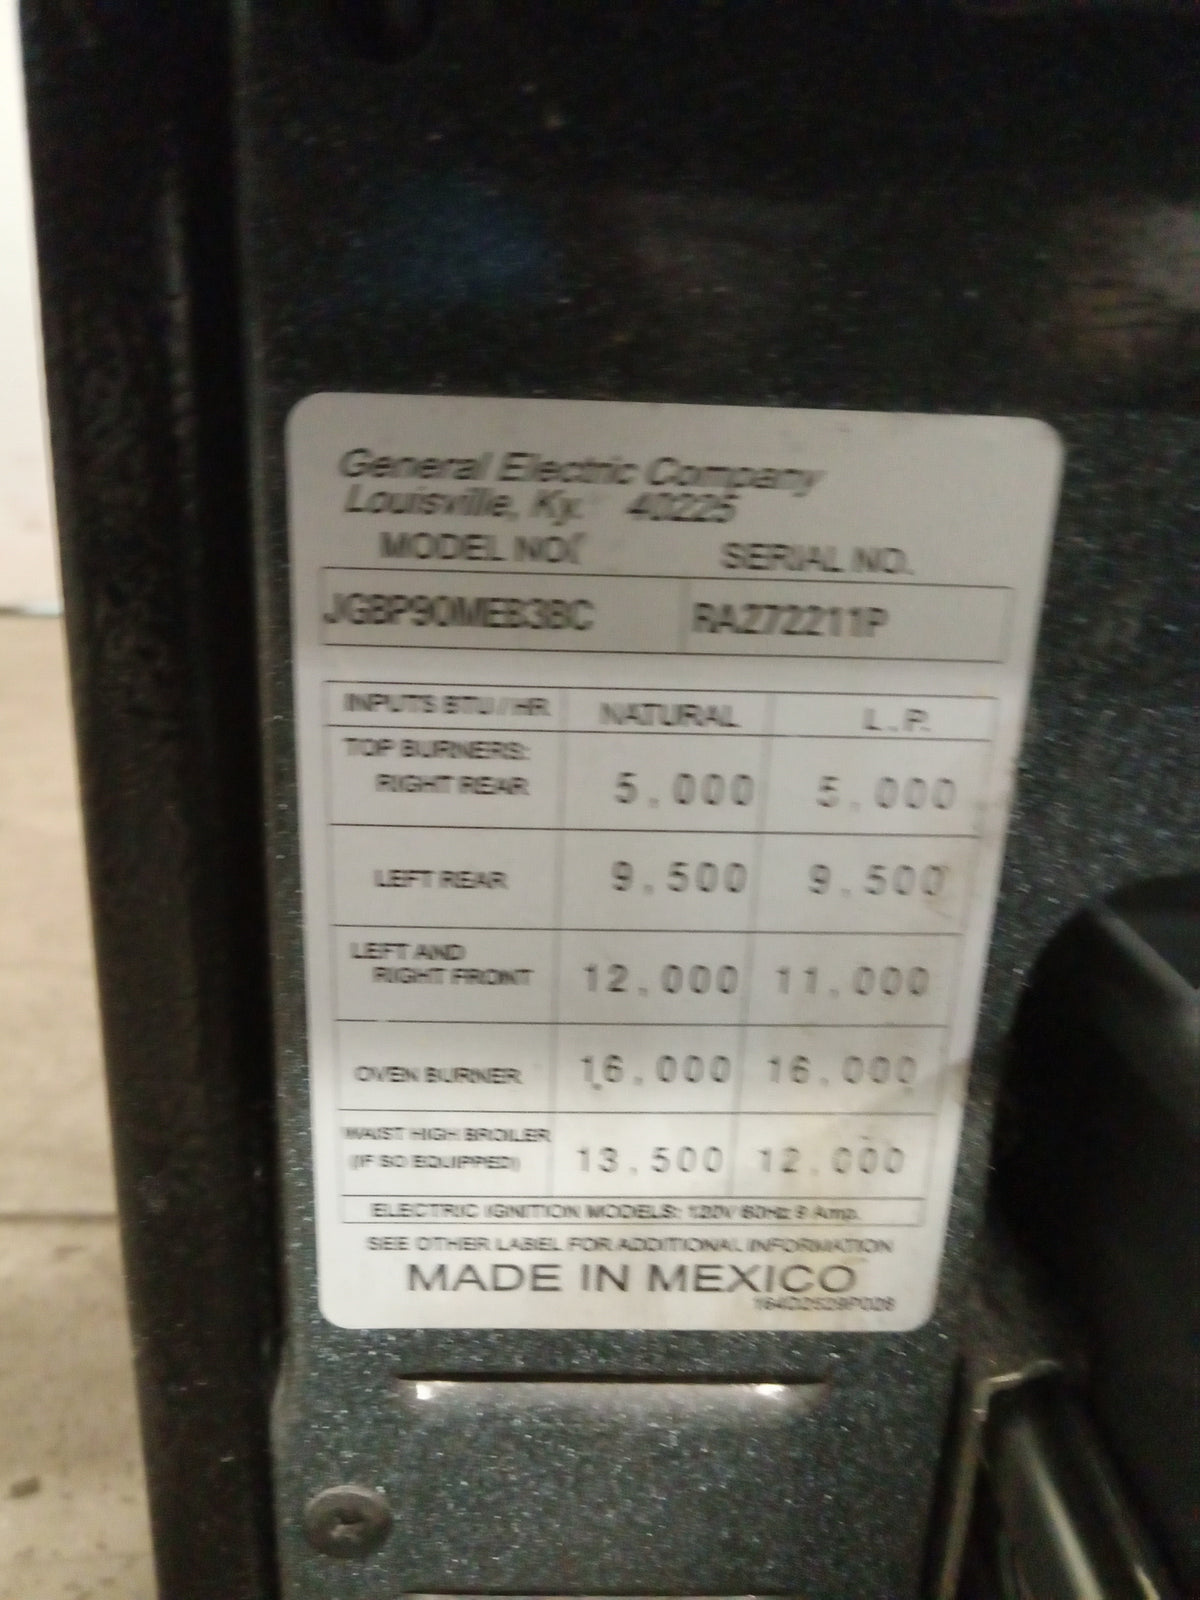 General Electric Company
Louisville, Ky. 40225
MODEL NO. SERIAL NO.
JGBP90MEB3BC RA272211P
INPUTS BTU / HR NATURAL L.P.
TOP BURNERS:
RIGHT REAR 5,000 5,000
LEFT REAR 9,500 9,500
LEFT AND
RIGHT FRONT 12,000 11,000
OVEN BURNER 16,000 16,000
WAIST HIGH BROILER
(IF SO EQUIPPED) 13,500 12,000
ELECTRIC IGNITION MODELS: 120V 60Hz Amp.
SEE OTHER LABEL FOR ADDITIONAL INFORMATION
MADE IN MEXICO